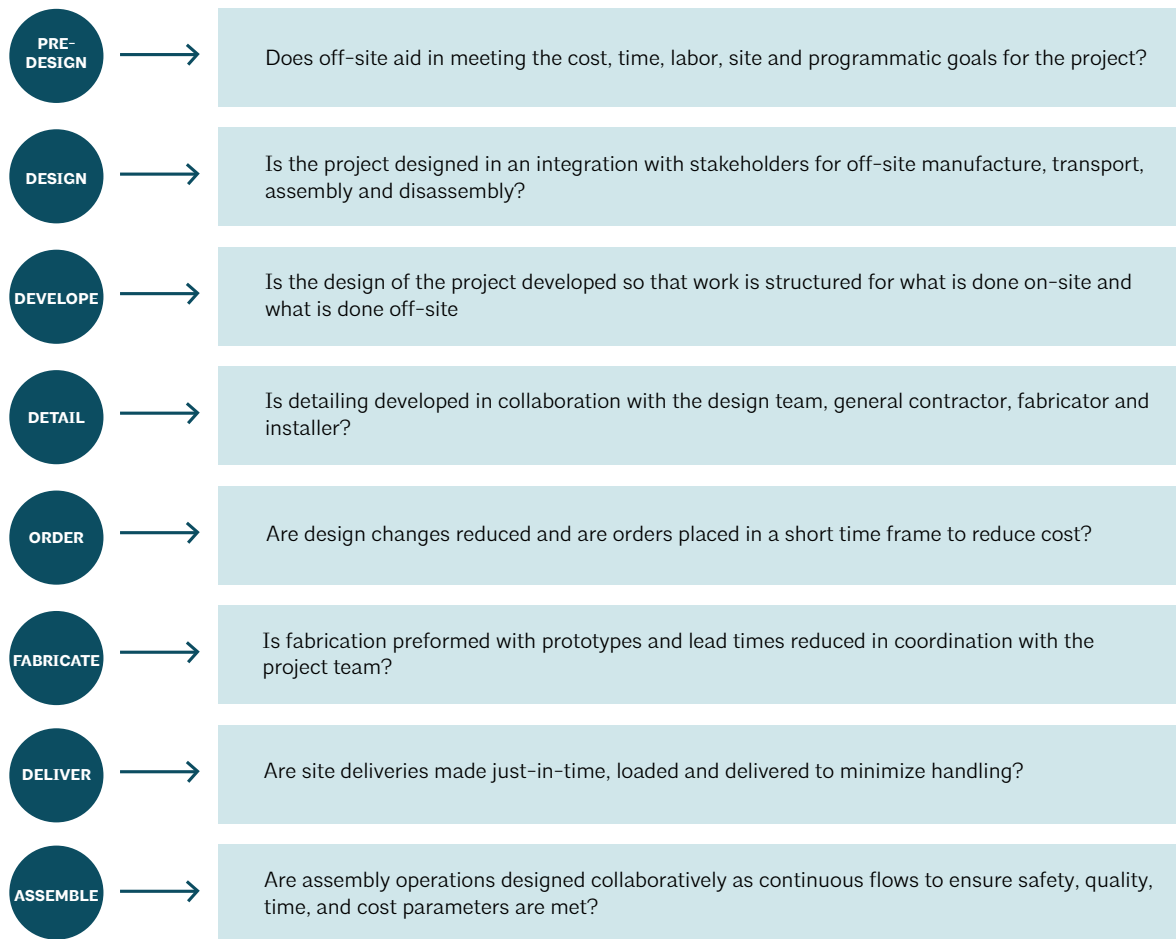 PRE-
DESIGN
Does off-site aid in meeting the cost, time, labor, site and programmatic goals for the project?
DESIGN
Is the project designed in an integration with stakeholders for off-site manufacture, transport,
assembly and disassembly?
DEVELOPE
Is the design of the project developed so that work is structured for what is done on-site and
what is done off-site
DETAIL
Is detailing developed in collaboration with the design team, general contractor, fabricator and
installer?
ORDER
Are design changes reduced and are orders placed in a short time frame to reduce cost?
FABRICATE
Is fabrication preformed with prototypes and lead times reduced in coordination with the
project team?
DELIVER
Are site deliveries made just-in-time, loaded and delivered to minimize handling?
ASSEMBLE
Are assembly operations designed collaboratively as continuous flows to ensure safety, quality,
time, and cost parameters are met?